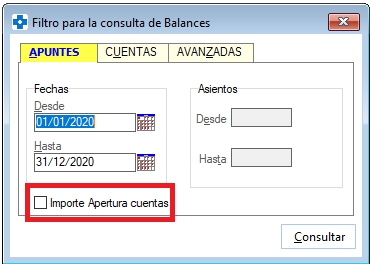 Filtro para la consulta de Balances
APUNTES CUENTAS AVANZADAS
Fechas
Desde
01/01/2020
Hasta
31/12/2020
Importe Apertura cuentas
Asientos
Desde
Hasta
Consultar